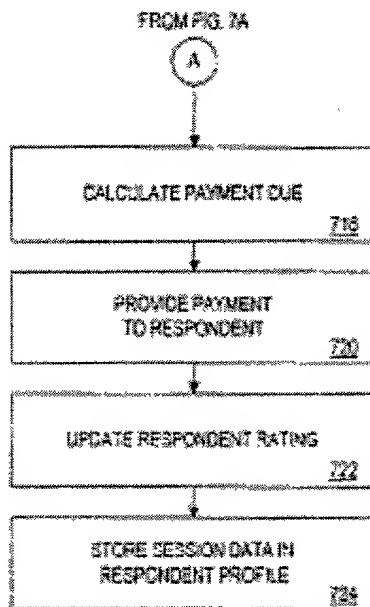 FROM FIG. 7A
A
CALCULATE PAYMENT DUE
718
PROVIDE PAYMENT
TO RESPONDENT
720
UPDATE RESPONDENT RATING
722
STORE SESSION DATA IN
RESPONDENT PROFILE
724